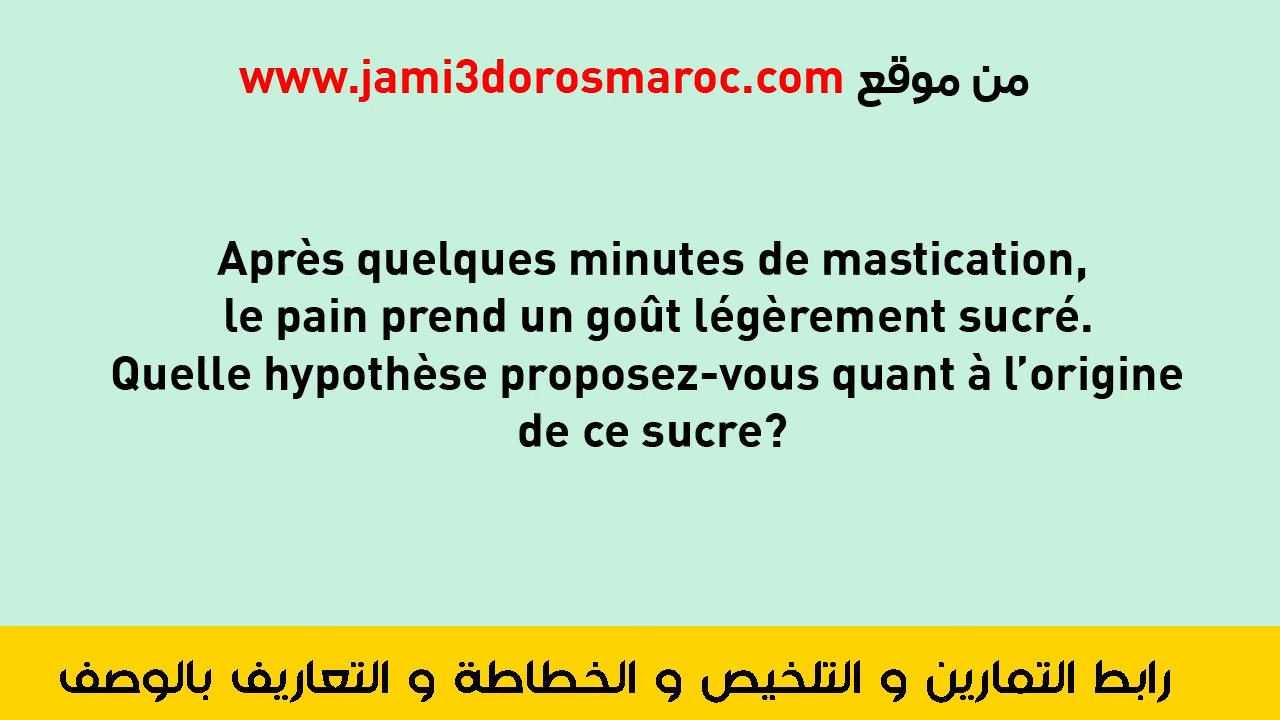 من موقع www.jami3dorosmaroc.com
Après quelques minutes de mastication,
le pain prend un goût légèrement sucré.
Quelle hypothèse proposez-vous quant à l’origine
de ce sucre?
رابط التمارين و التلخيص و الخطاطة و التعاريف بالوصف